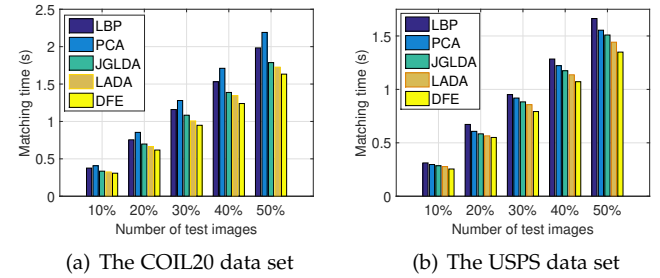 2.5
2
1.5
1
0.5
0
Matching time (s)
LBP
PCA
JGLDA
LADA
DFE
10% 20% 30% 40% 50%
Number of test images
(a) The COIL20 data set
1.5
1
0.5
0
Matching time (s)
LBP
PCA
JGLDA
LADA
DFE
10% 20% 30% 40% 50%
Number of test images
(b) The USPS data set